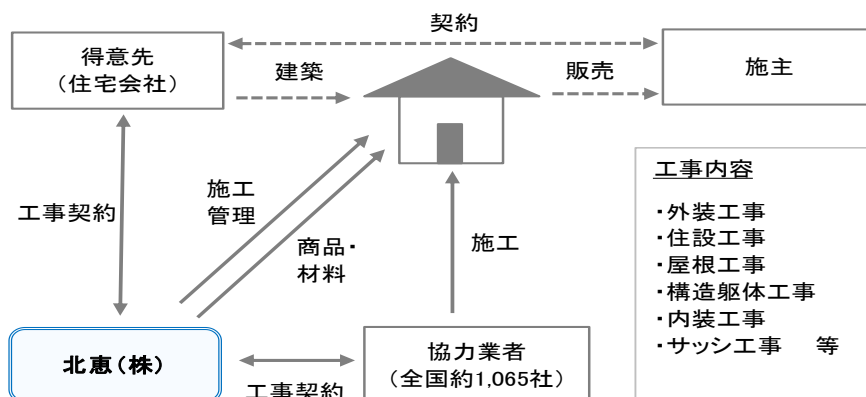 契約
得意先
（住宅会社）
建築
販売
施主
工事契約
施工
管理
商品・
材料
施工
工事内容
・外装工事
・住設工事
・屋根工事
・構造躯体工事
・内装工事
・サッシ工事　等
北恵（株）
工事契約
協力業者
（全国約1,065社）